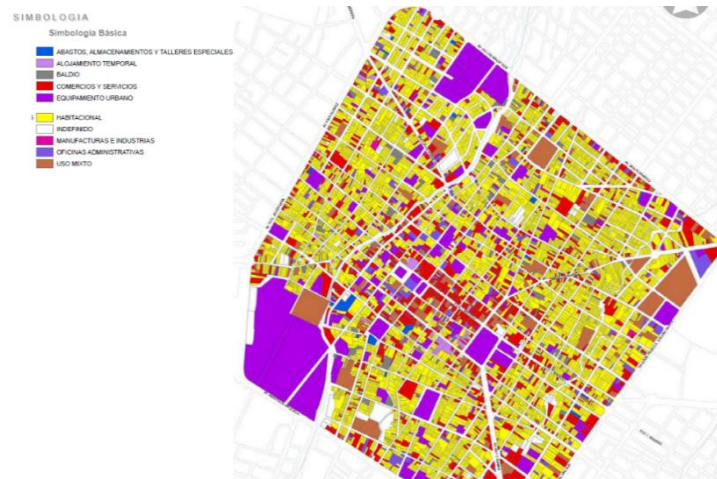 SIMBOLOGIA
Simbología Básica
ABASTOS, ALMACENAMIENTOS Y TALLERES ESPECIALES
ALOJAMIENTO TEMPORAL
BALDIO
COMERCIOS Y SERVICIOS
EQUIPAMIENTO URBANO
HABITACIONAL
INDEFINIDO
MANUFACTURAS E INDUSTRIAS
OFICINAS ADMINISTRATIVAS
USO MIXTO